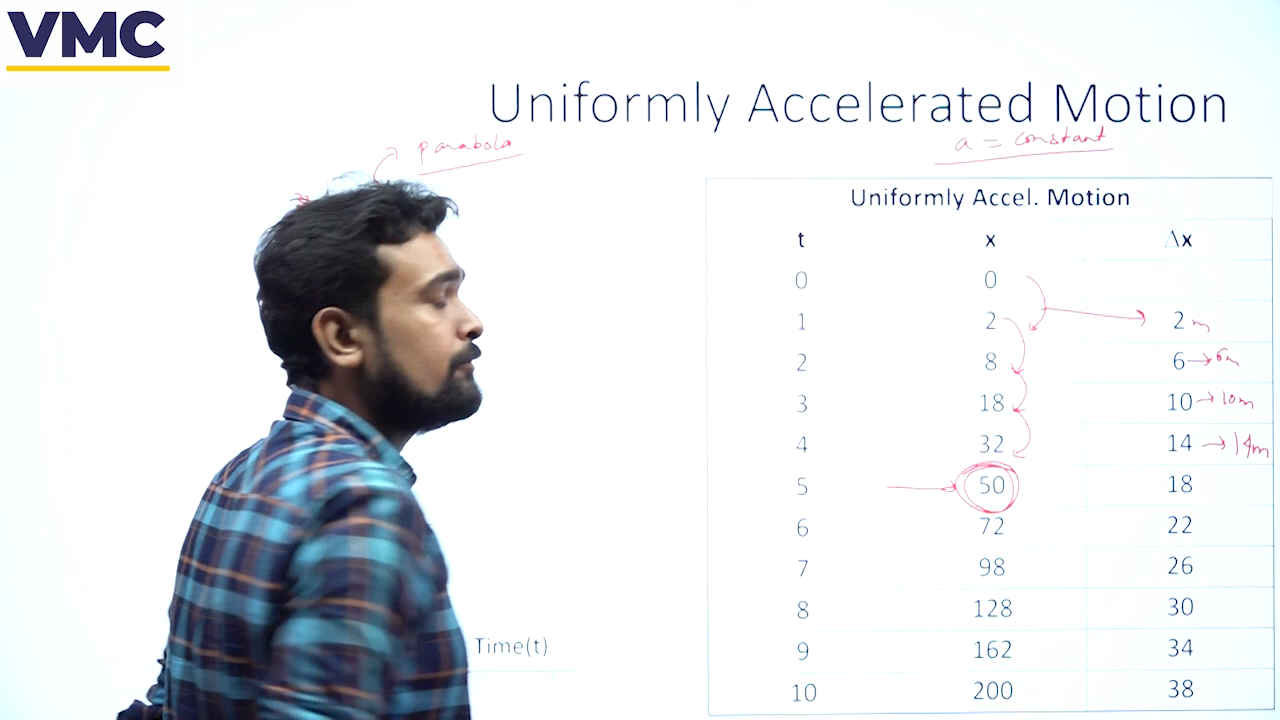 VMC
Uniformly Accelerated Motion
parabola
a = constant
Uniformly Accel. Motion
t x Δx
0 0
1 2 2 m
2 8 6 → 6m
3 18 10 → 10m
4 32 14 → 14m
5 50 18
6 72 22
7 98 26
8 128 30
9 162 34
10 200 38
Time(t)